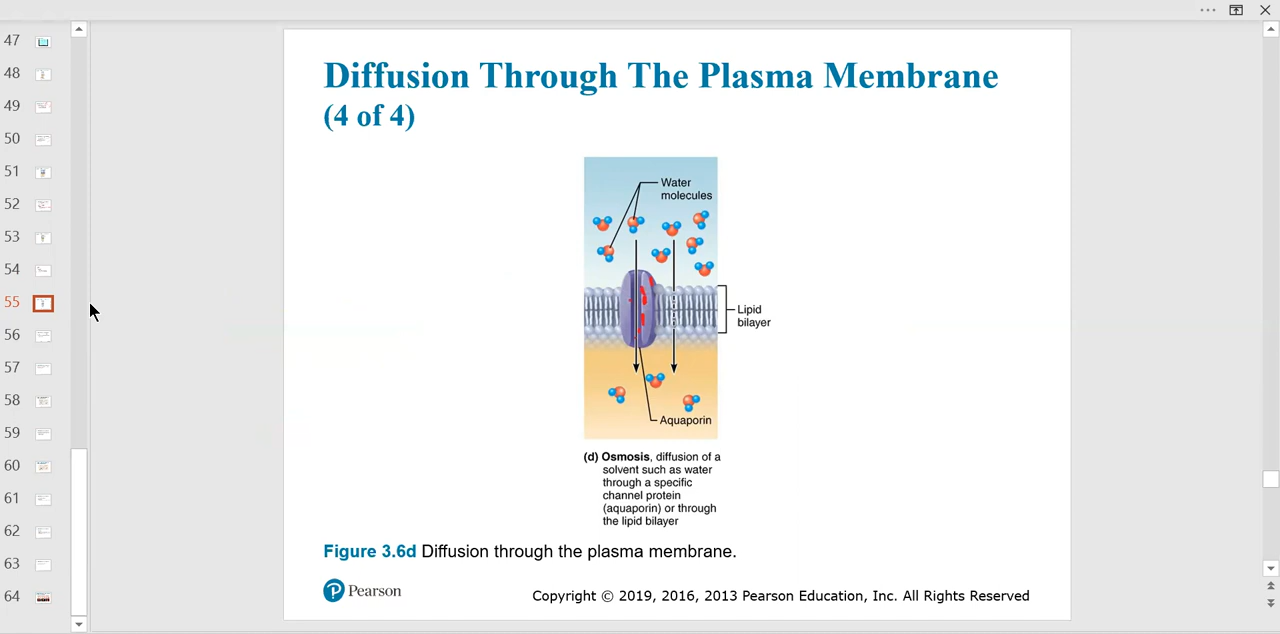 47
48
49
50
51
52
53
54
55
56
57
58
59
60
61
62
63
64
Diffusion Through The Plasma Membrane
(4 of 4)
Water
molecules
Lipid
bilayer
Aquaporin
(d) Osmosis, diffusion of a
solvent such as water
through a specific
channel protein
(aquaporin) or through
the lipid bilayer
Figure 3.6d Diffusion through the plasma membrane.
Pearson
Copyright © 2019, 2016, 2013 Pearson Education, Inc. All Rights Reserved